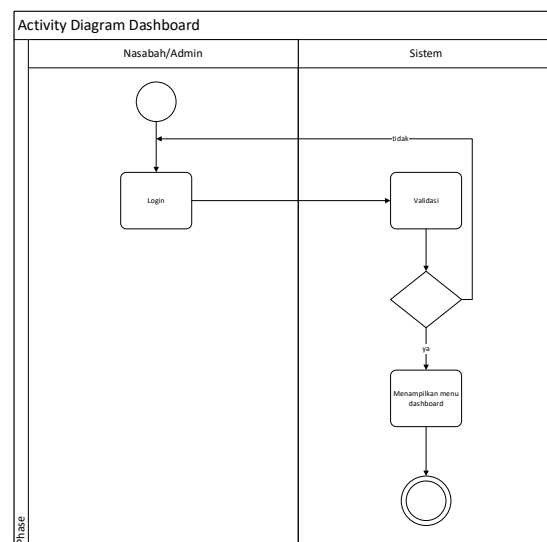 Activity Diagram Dashboard
Nasabah/Admin
Sistem
tidak
Login
Validasi
ya
Menampilkan menu
dashboard
Phase